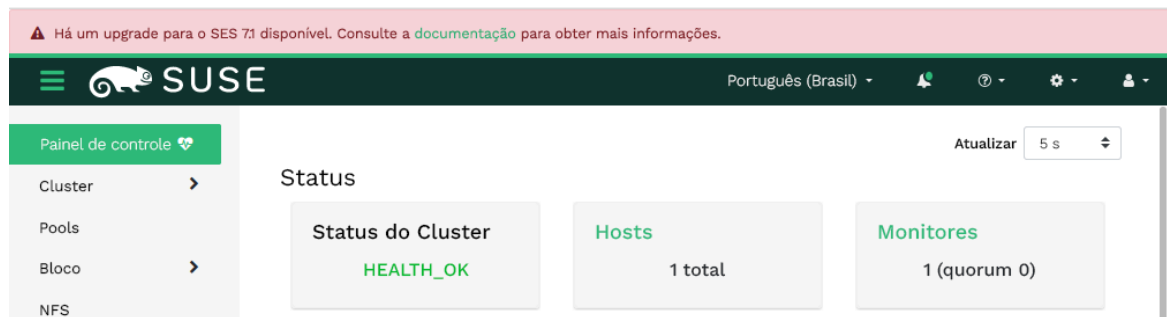 Há um upgrade para o SES 7.1 disponível. Consulte a documentação para obter mais informações.
SUSE
Português (Brasil)
Painel de controle
Atualizar 5 s
Cluster
Status
Pools
Status do Cluster
Hosts
Monitores
Bloco
HEALTH_OK
1 total
1 (quorum 0)
NFS